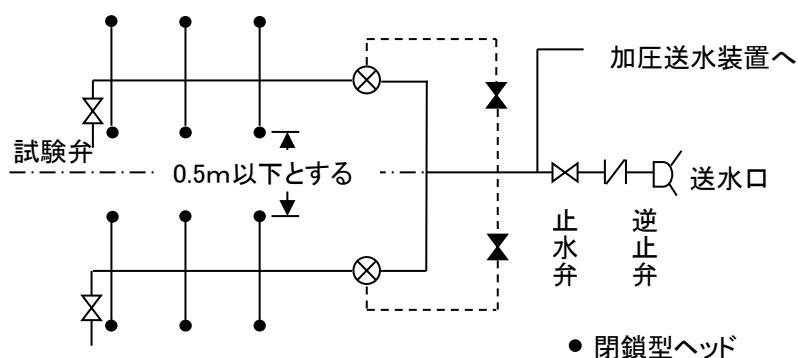 加圧送水装置へ
試験弁
0.5m以下とする
送水口
止水弁
逆止弁
閉鎖型ヘッド